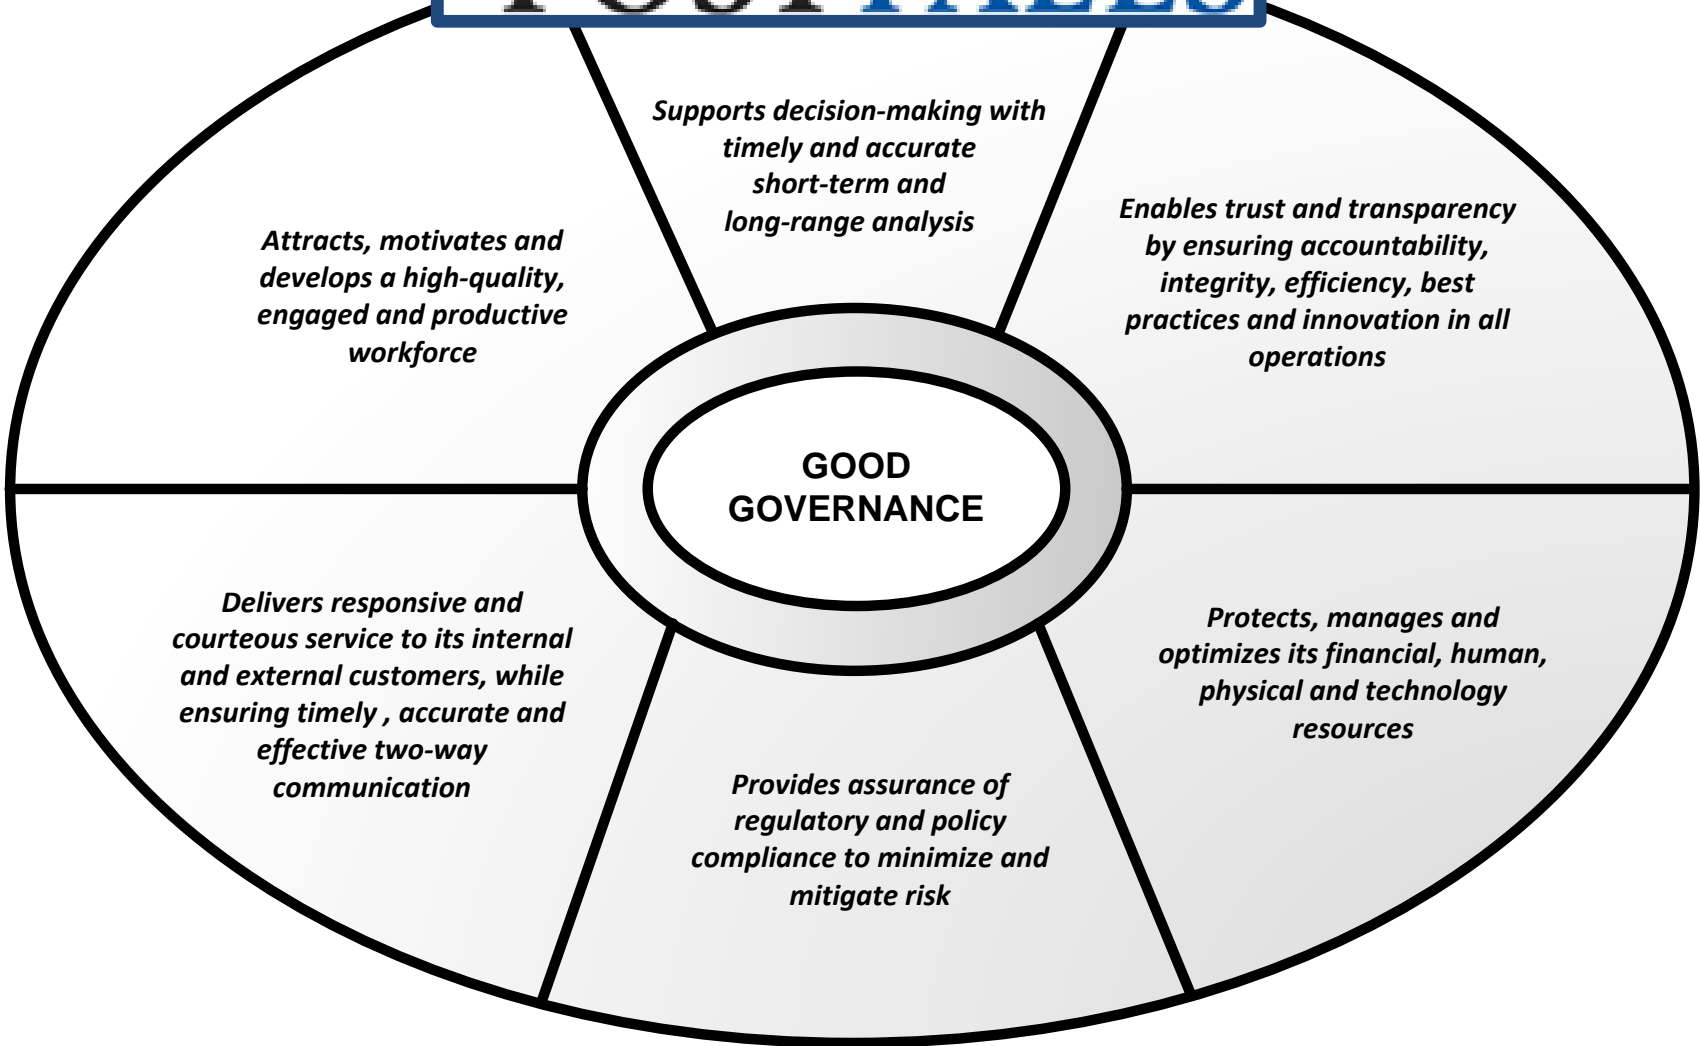 POST FALLS
Supports decision-making with
timely and accurate
short-term and
long-range analysis
Enables trust and transparency
by ensuring accountability,
integrity, efficiency, best
practices and innovation in all
operations
Attracts, motivates and
develops a high-quality,
engaged and productive
workforce
GOOD
GOVERNANCE
Delivers responsive and
courteous service to its internal
and external customers, while
ensuring timely , accurate and
effective two-way
communication
Protects, manages and
optimizes its financial, human,
physical and technology
resources
Provides assurance of
regulatory and policy
compliance to minimize and
mitigate risk